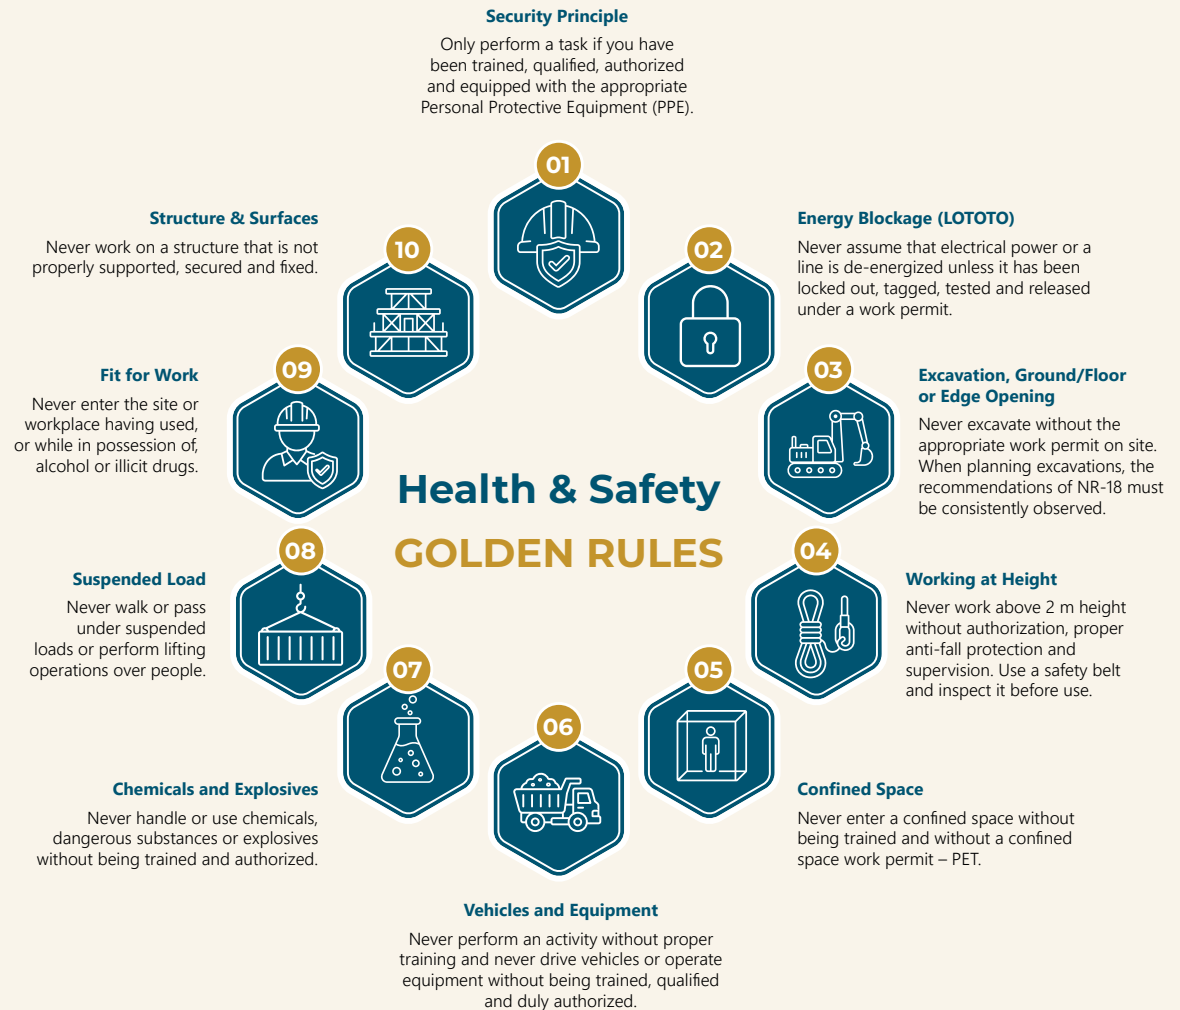 Security Principle
Only perform a task if you have
been trained, qualified, authorized
and equipped with the appropriate
Personal Protective Equipment (PPE).
01
Energy Blockage (LOTOTO)
Never assume that electrical power or a
line is de-energized unless it has been
locked out, tagged, tested and released
under a work permit.
02
Excavation, Ground/Floor
or Edge Opening
Never excavate without the
appropriate work permit on site.
When planning excavations, the
recommendations of NR-18 must
be consistently observed.
03
Working at Height
Never work above 2 m height
without authorization, proper
anti-fall protection and
supervision. Use a safety belt
and inspect it before use.
04
Confined Space
Never enter a confined space without
being trained and without a confined
space work permit – PET.
05
06
Vehicles and Equipment
Never perform an activity without proper
training and never drive vehicles or operate
equipment without being trained, qualified
and duly authorized.
07
Chemicals and Explosives
Never handle or use chemicals,
dangerous substances or explosives
without being trained and authorized.
08
Suspended Load
Never walk or pass
under suspended
loads or perform lifting
operations over people.
09
Fit for Work
Never enter the site or
workplace having used,
or while in possession of,
alcohol or illicit drugs.
10
Structure & Surfaces
Never work on a structure that is not
properly supported, secured and fixed.
Health & Safety
GOLDEN RULES